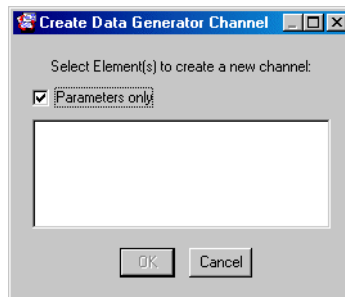 Create Data Generator Channel
Select Element(s) to create a new channel:
Parameters only
OK
Cancel